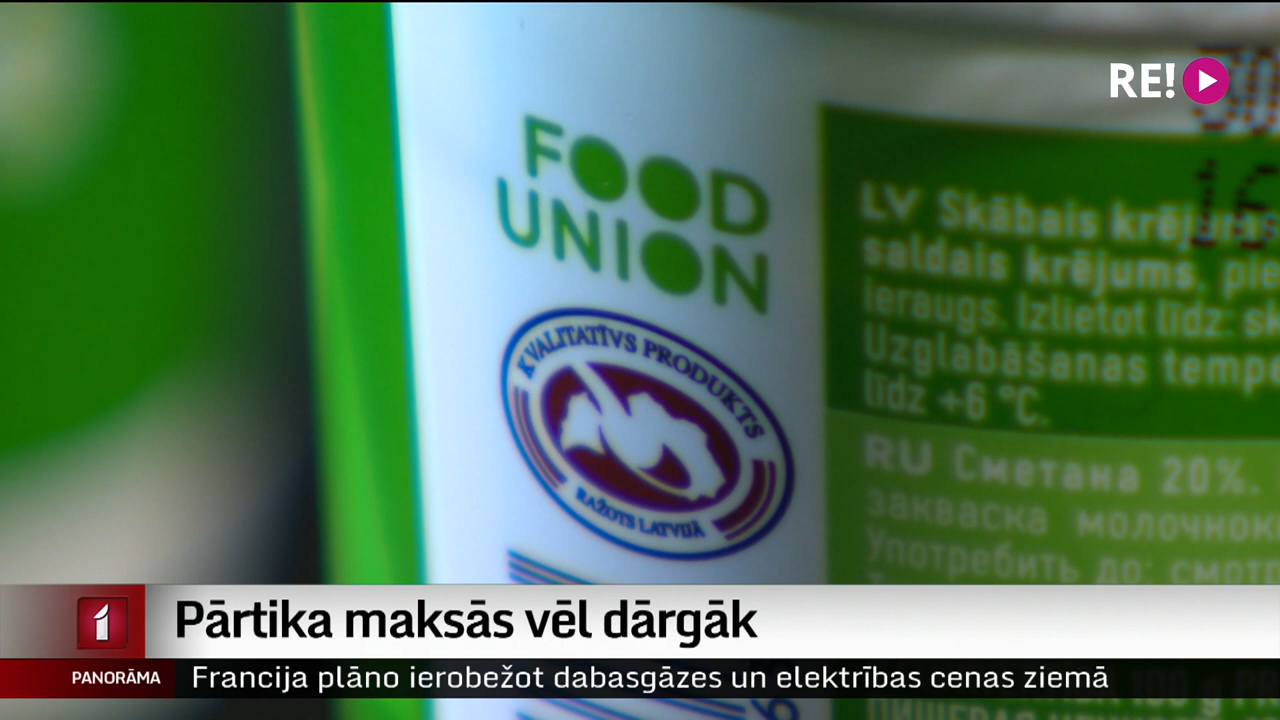 RE!
FOOD
UNION
KVALITATĪVS PRODUKTS
RAŽOTS LATVIJĀ
LV Skābais krējums
saldais krējums, pie
ieraugs. Izlietot līdz: sk
Uzglabāšanas tempe
līdz +6 °C.
RU Сметана 20%.
закваска молочнок
Употребить до: смотр
1
Pārtika maksās vēl dārgāk
PANORĀMA
Francija plāno ierobežot dabasgāzes un elektrības cenas ziemā